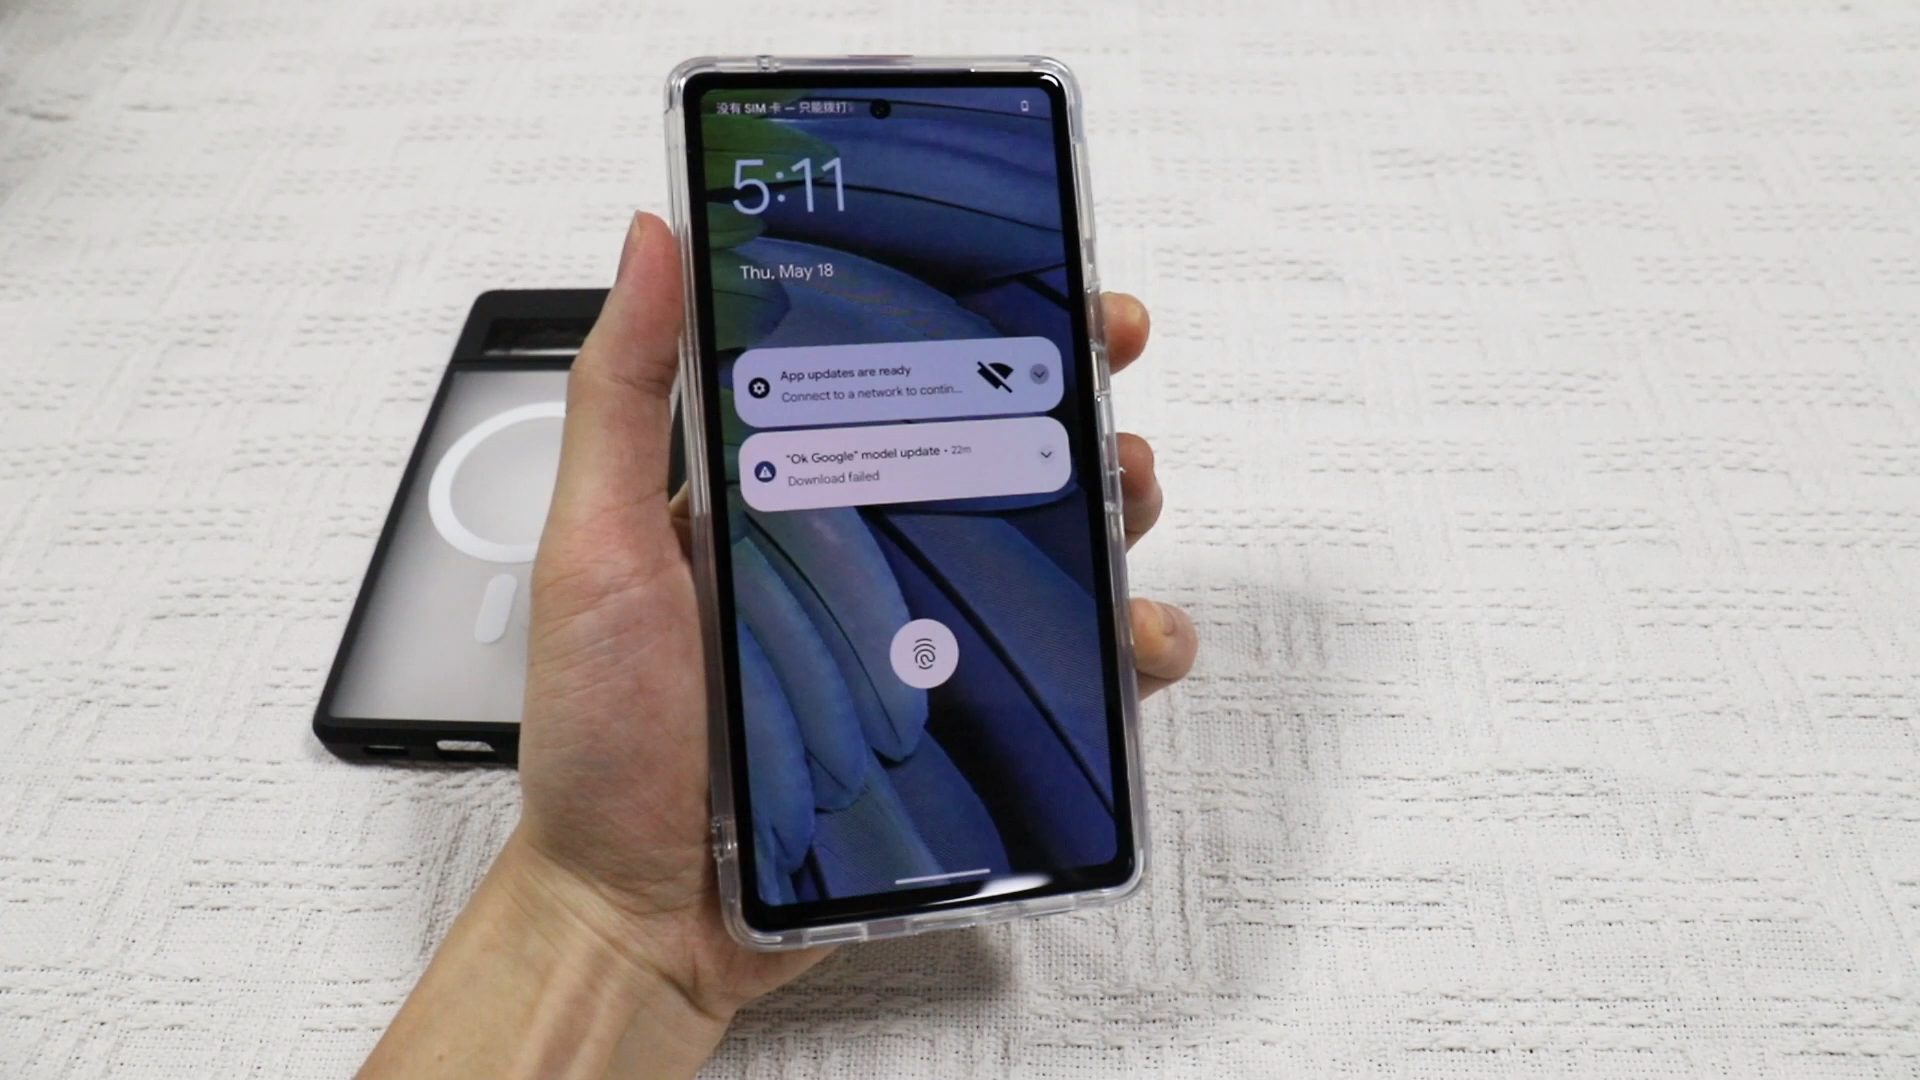 没有 SIM 卡 — 只能拨打
5:11
Thu, May 18
App updates are ready
Connect to a network to contin...
"Ok Google" model update • 22m
Download failed